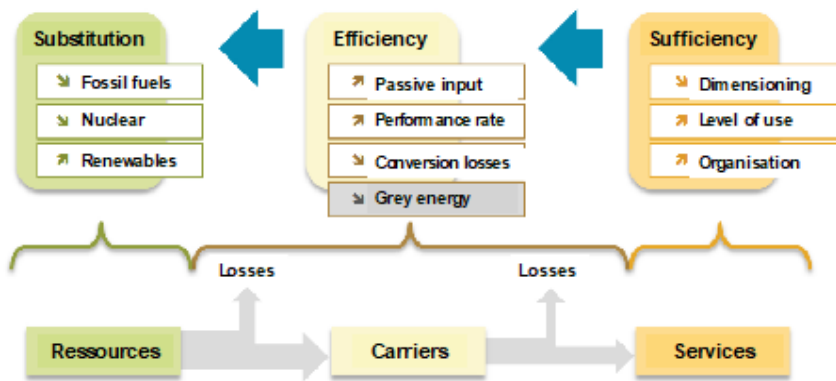 Substitution
Efficiency
Sufficiency
Fossil fuels
Nuclear
Renewables
Passive input
Performance rate
Conversion losses
Grey energy
Dimensioning
Level of use
Organisation
Losses
Losses
Ressources
Carriers
Services